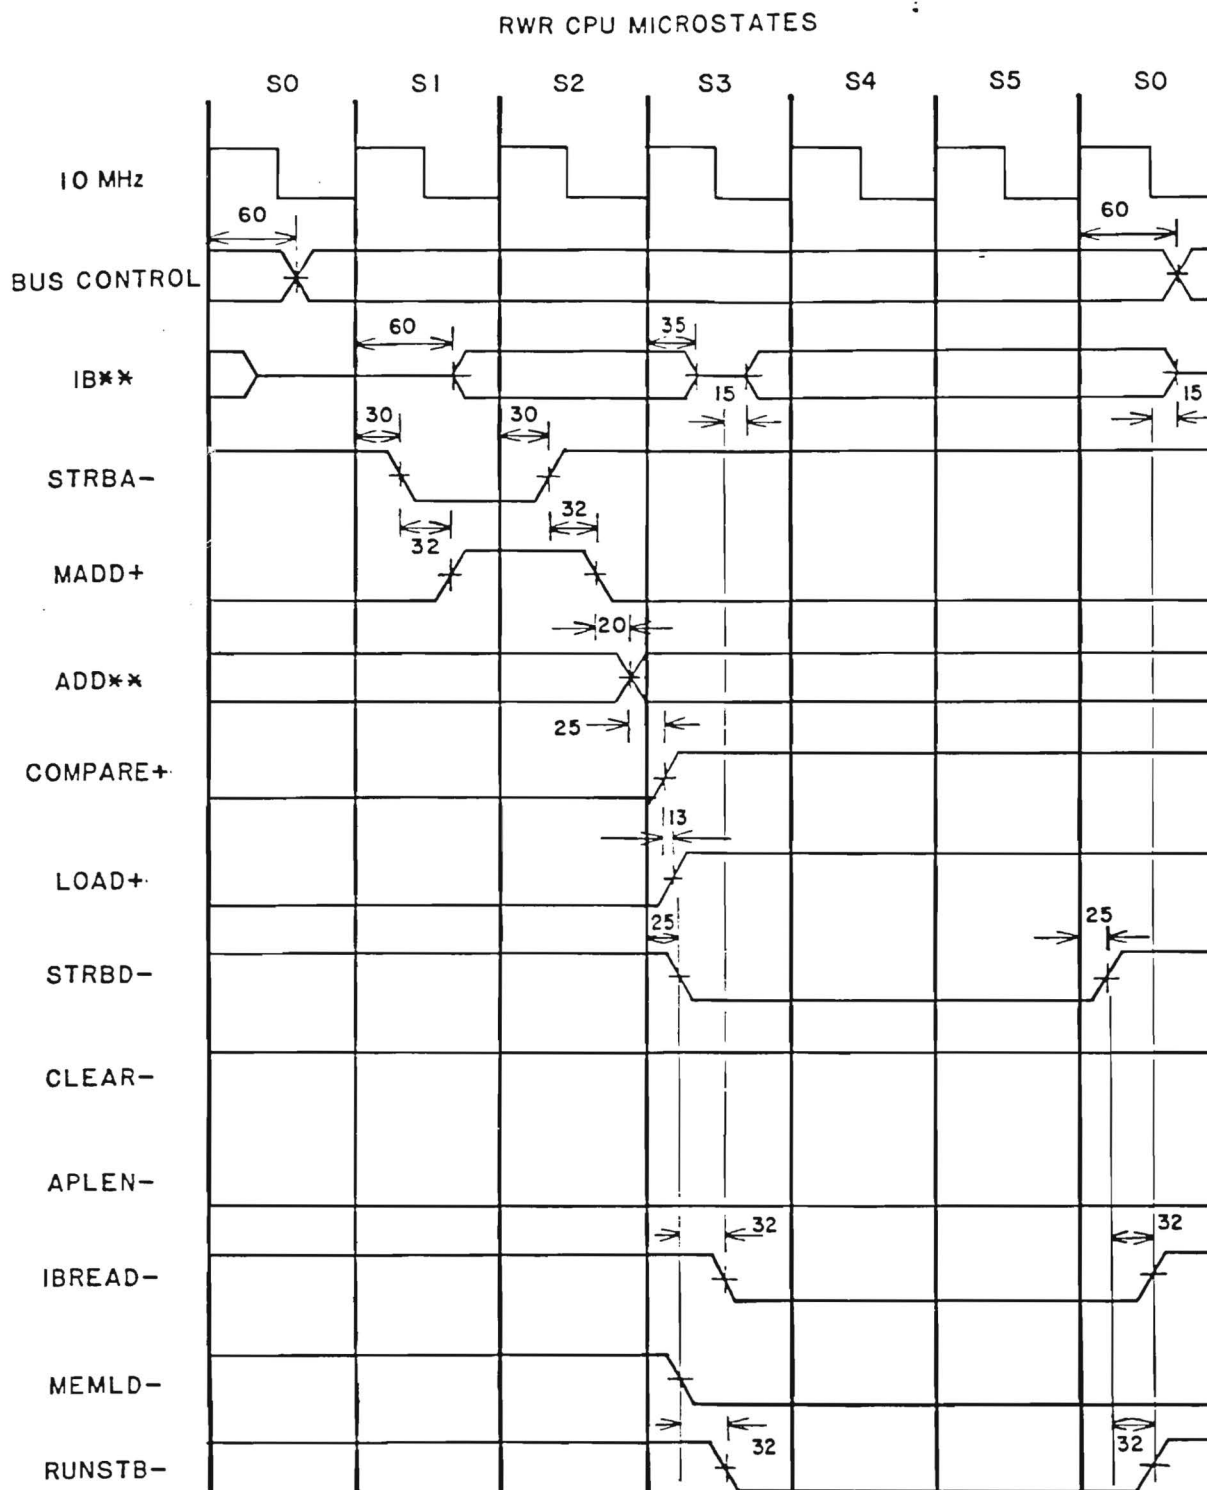 RWR CPU MICROSTATES
S0 S1 S2 S3 S4 S5 S0
10 MHz
60 60
BUS CONTROL
60 35
IB**
15 15
30 30
STRBA-
32 32
MADD+
20
ADD**
25
COMPARE+
13
LOAD+
25 25
STRBD-
CLEAR-
APLEN-
32 32
IBREAD-
MEMLD-
32 32
RUNSTB-